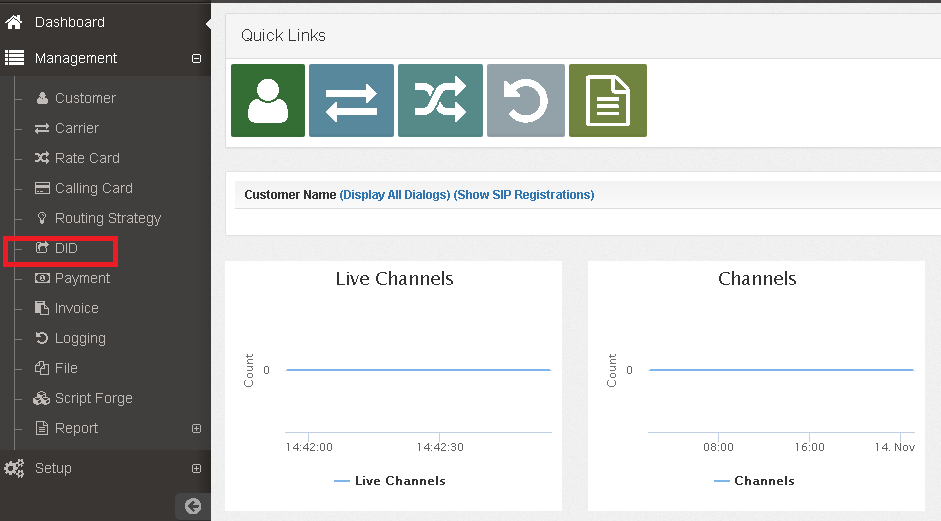 Dashboard
Management
Customer
Carrier
Rate Card
Calling Card
Routing Strategy
DID
Payment
Invoice
Logging
File
Script Forge
Report
Setup
Quick Links
Customer Name (Display All Dialogs) (Show SIP Registrations)
Live Channels
Count
0
14:42:00 14:42:30
Live Channels
Channels
Count
0
08:00 16:00 14. Nov
Channels